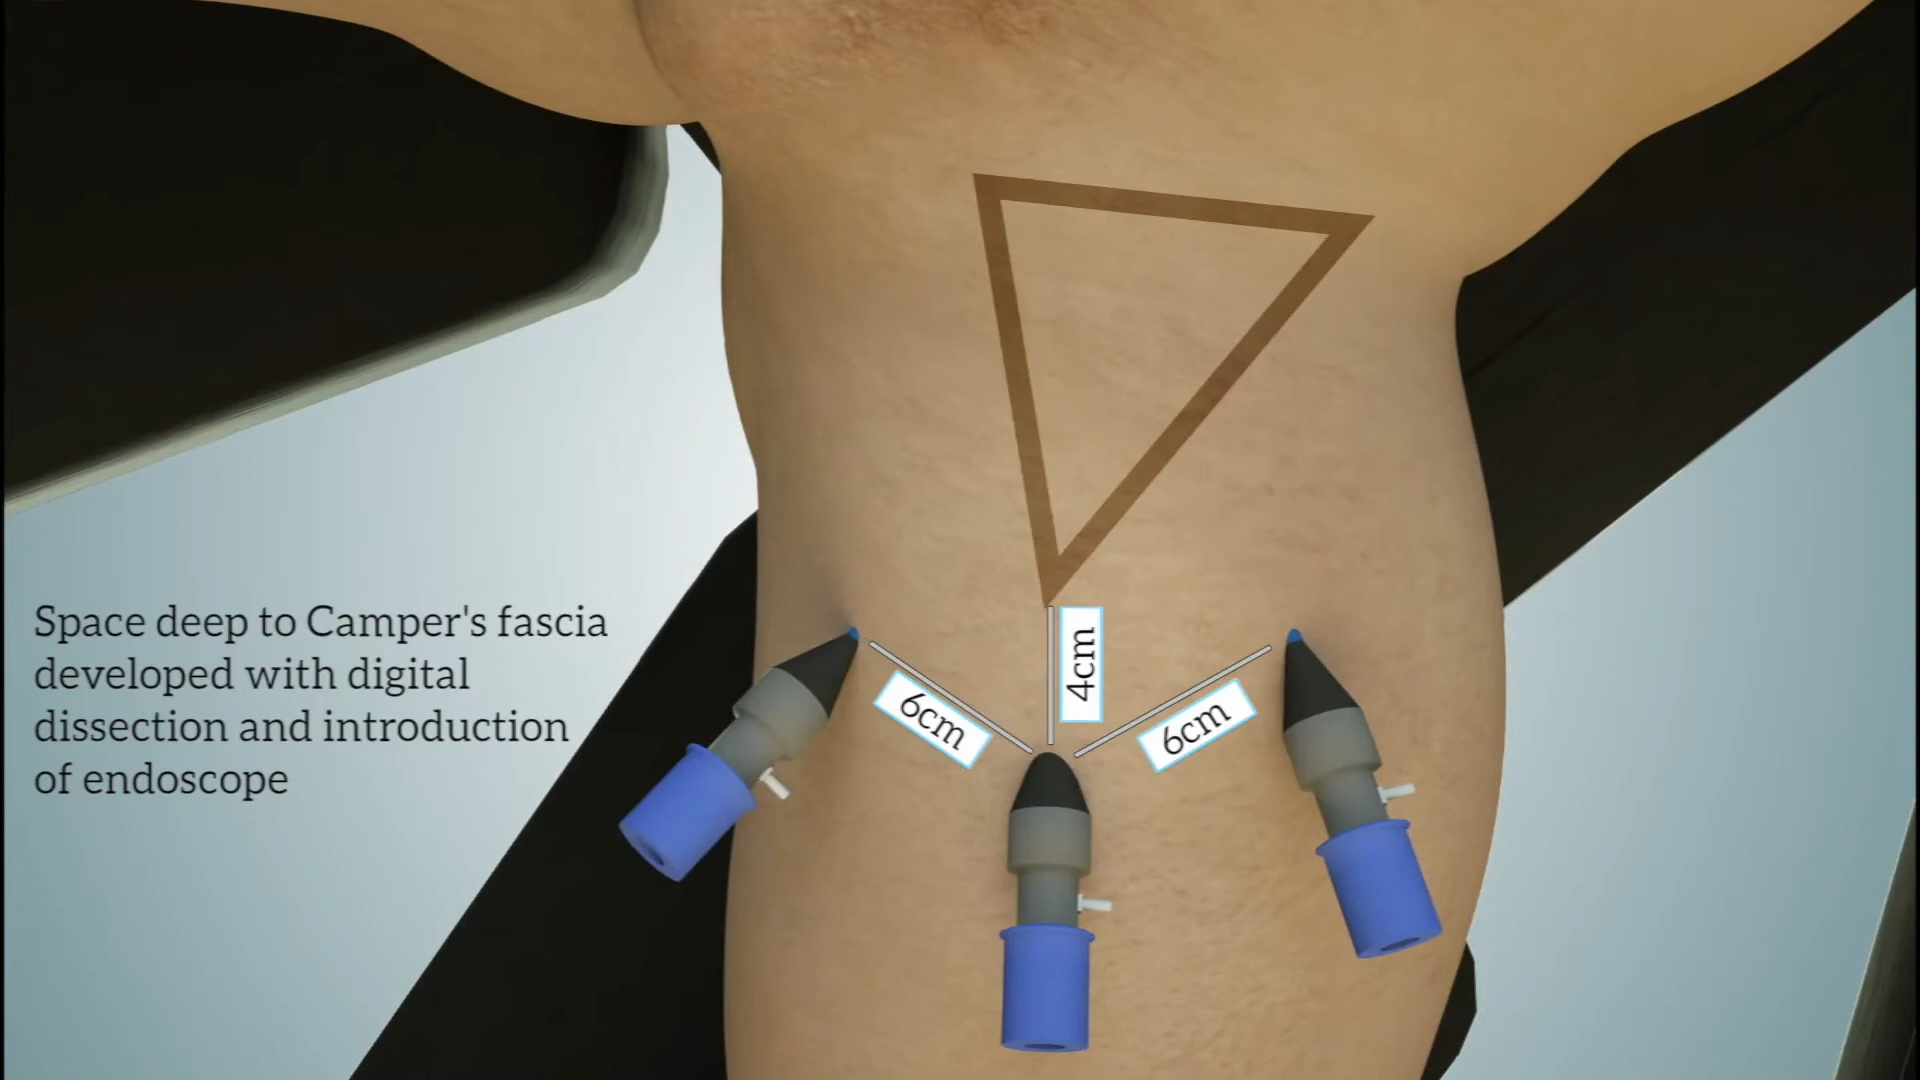 Space deep to Camper's fascia
developed with digital
dissection and introduction
of endoscope
6cm
4cm
6cm